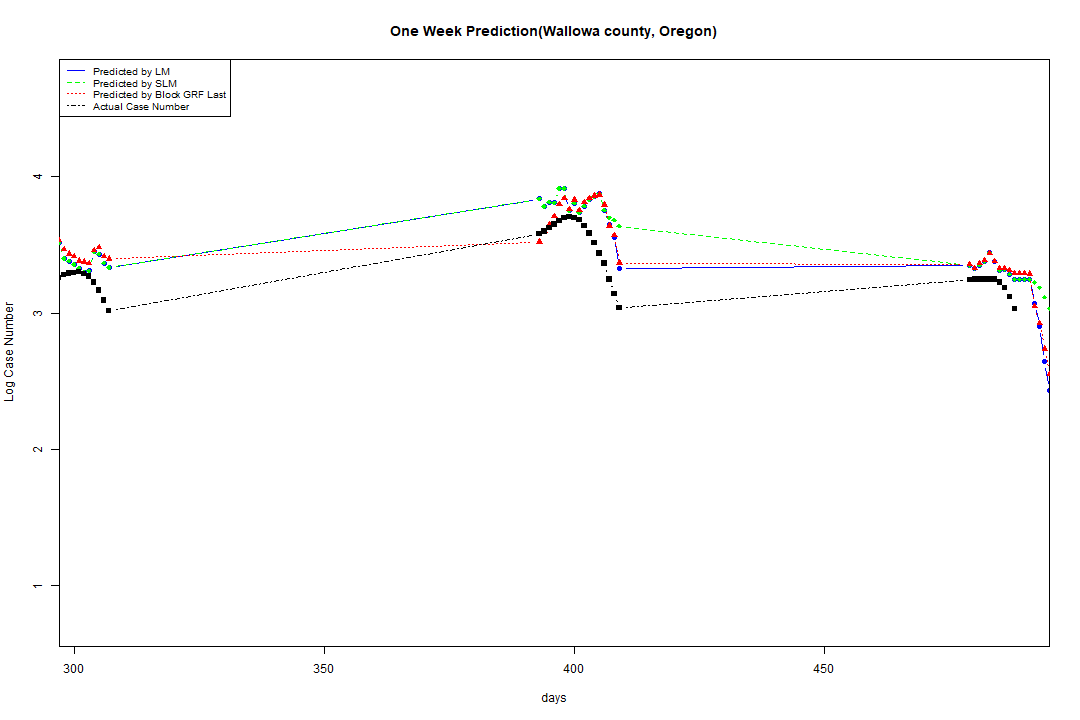 One Week Prediction(Wallowa county, Oregon)
Predicted by LM
Predicted by SLM
Predicted by Block GRF Last
Actual Case Number
4
3
2
1
Log Case Number
300
350
400
450
days